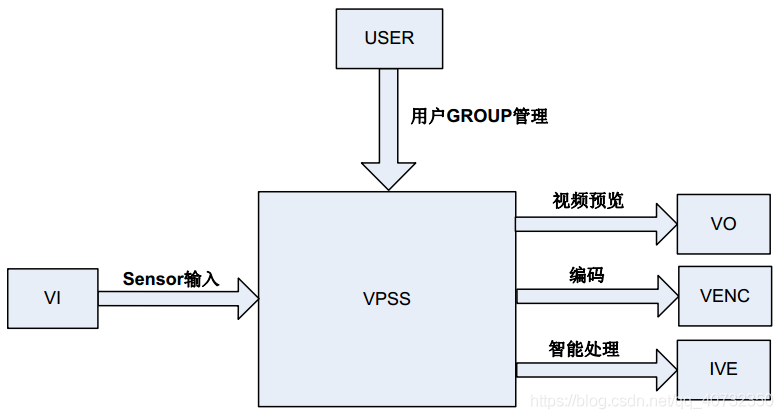 USER
用户GROUP管理
视频预览
VO
Sensor输入
编码
VI
VPSS
VENC
智能处理
IVE
https://blog.csdn.net/qq_40732350